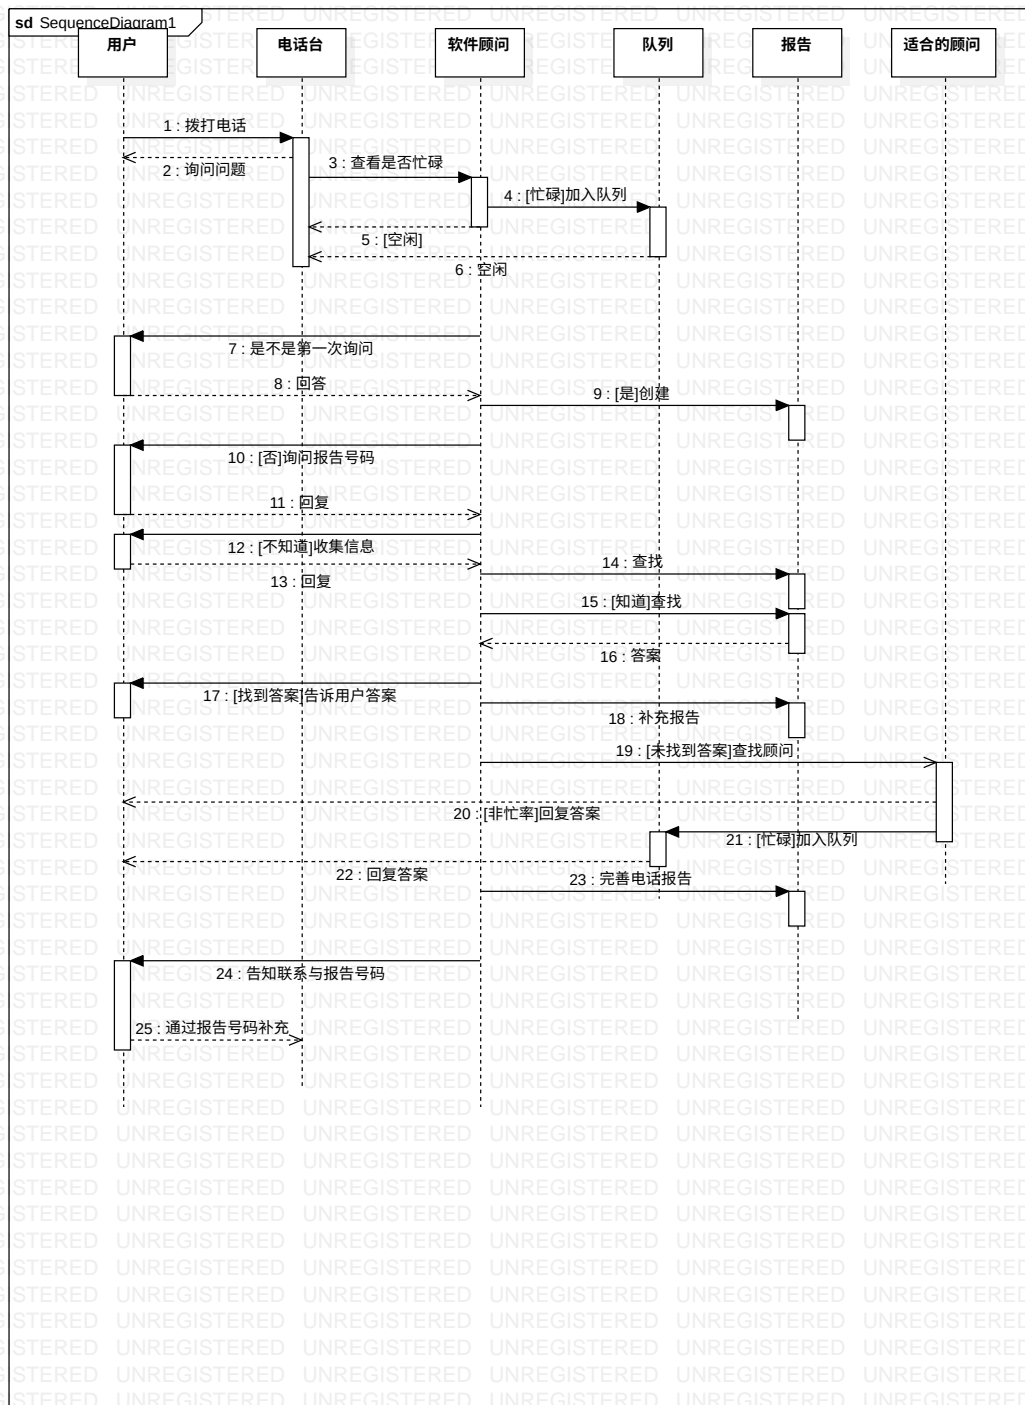 sd SequenceDiagram1
用户
电话台
软件顾问
队列
报告
适合的顾问
1 : 拨打电话
2 : 询问问题
3 : 查看是否忙碌
4 : [忙碌]加入队列
5 : [空闲]
6 : 空闲
7 : 是不是第一次询问
8 : 回答
9 : [是]创建
10 : [否]询问报告号码
11 : 回复
12 : [不知道]收集信息
13 : 回复
14 : 查找
15 : [知道]查找
16 : 答案
17 : [找到答案]告诉用户答案
18 : 补充报告
19 : [未找到答案]查找顾问
20 : [非忙率]回复答案
21 : [忙碌]加入队列
22 : 回复答案
23 : 完善电话报告
24 : 告知联系与报告号码
25 : 通过报告号码补充
UNREGISTERED